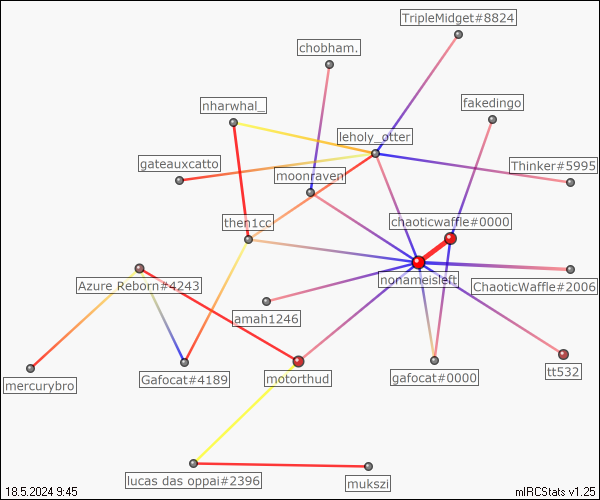 TripleMidget#8824
chobham.
nharwhal_
fakedingo
leholy_otter
gateauxcatto
Thinker#5995
moonraven
then1cc
chaoticwaffle#0000
Azure Reborn#4243
nonameisleft
ChaoticWaffle#2006
amah1246
mercurybro
Gafocat#4189
motorthud
gafocat#0000
tt532
lucas das oppai#2396
mukszi
18.5.2024 9:45
mIRCStats v1.25